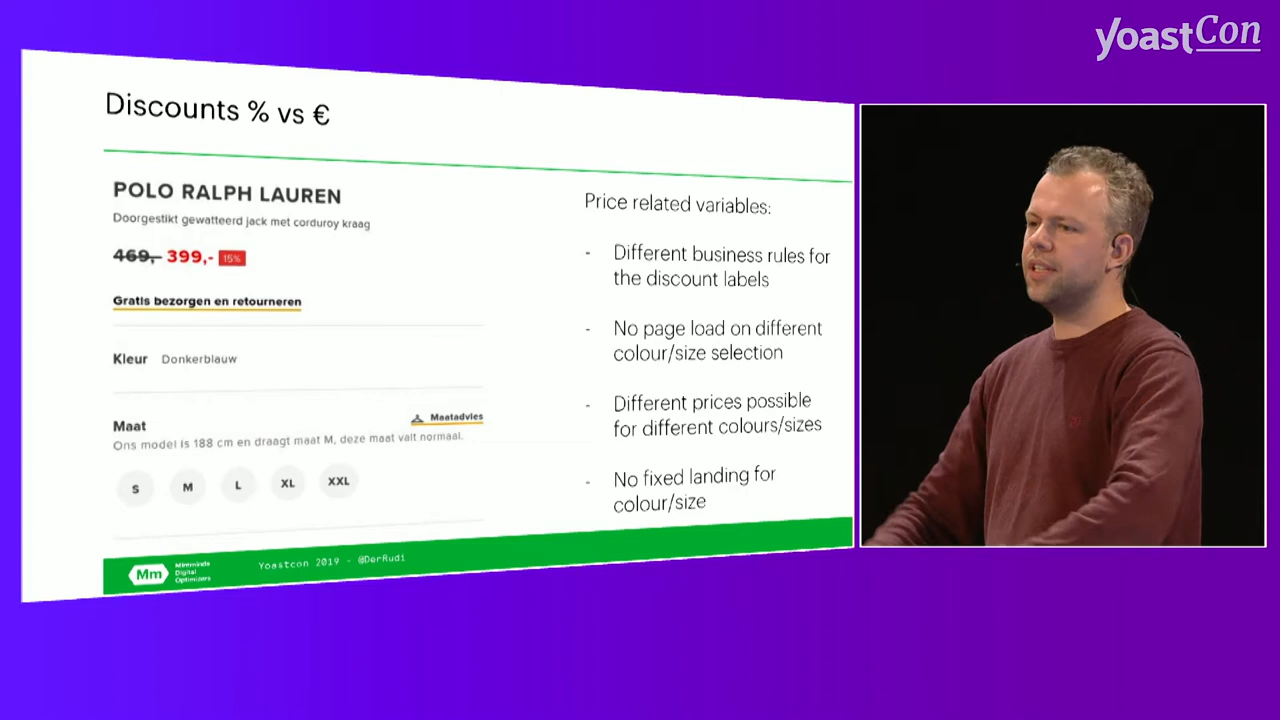 yoastCon
Discounts % vs €
POLO RALPH LAUREN
Doorgestikt gewatteerd jack met corduroy kraag
469,- 399,- 15%
Gratis bezorgen en retourneren
Kleur Donkerblauw
Maat
Maatadvies
Ons model is 188 cm en draagt maat M, deze maat valt normaal.
S M L XL XXL
Price related variables:
- Different business rules for
the discount labels
- No page load on different
colour/size selection
- Different prices possible
for different colours/sizes
- No fixed landing for
colour/size
Mm
Mirrminds
Digital
Optimizers
Yoastcon 2019 - @DerRudi